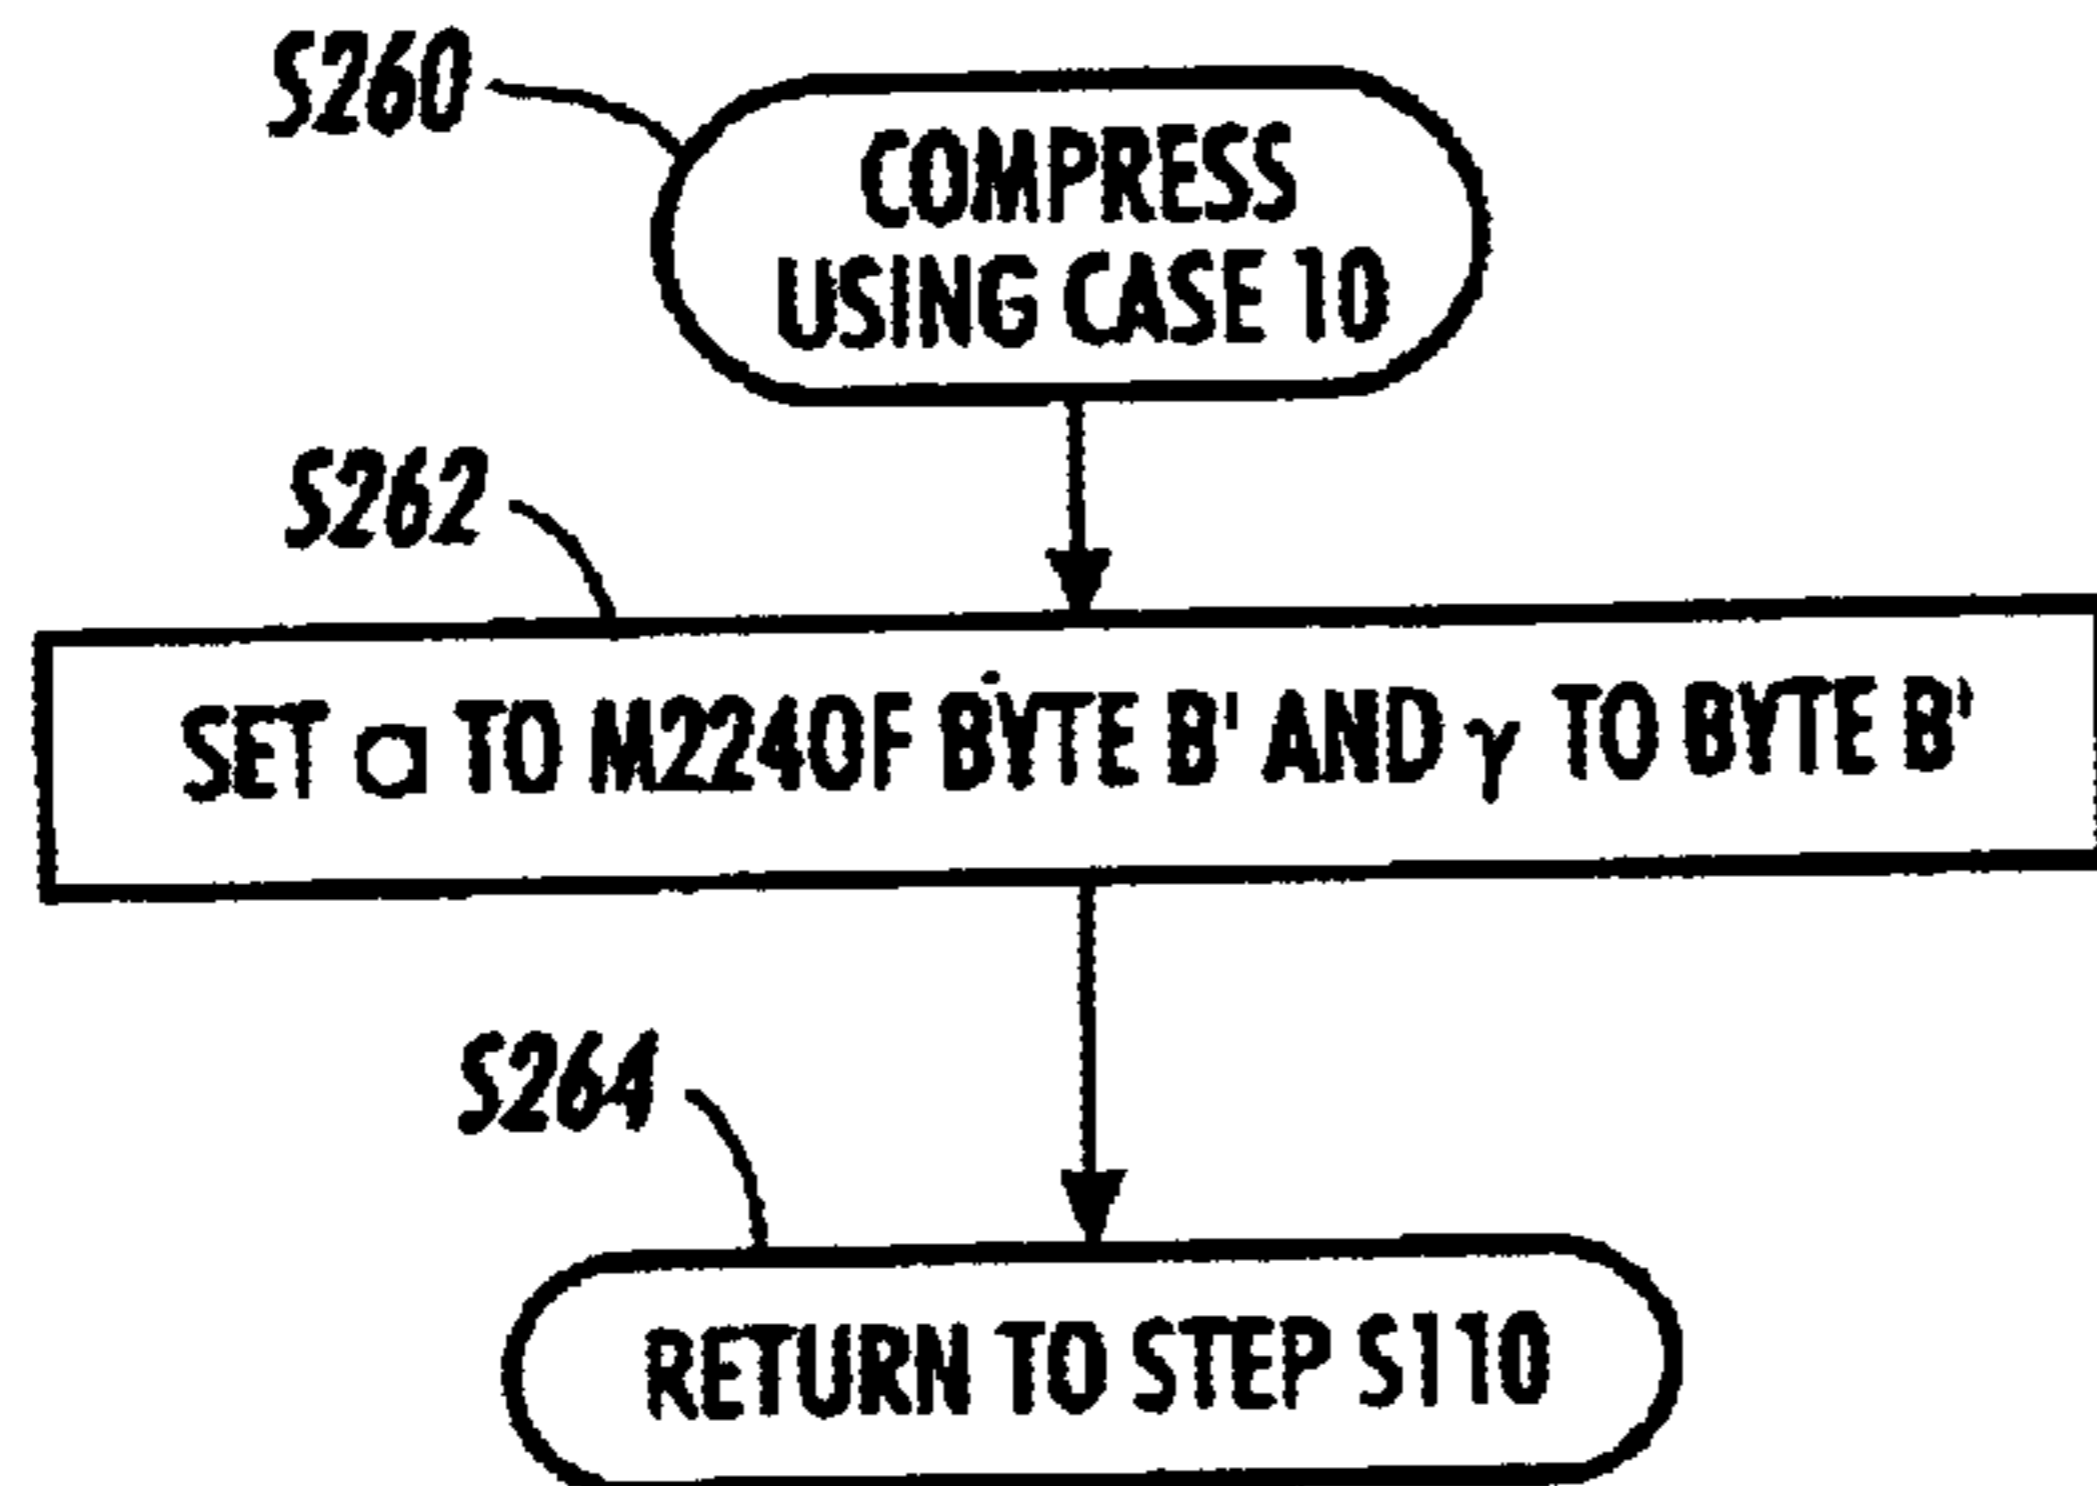 S260
COMPRESS
USING CASE 10
S262
SET α TO M224OF BYTE B' AND γ TO BYTE B'
S264
RETURN TO STEP S110